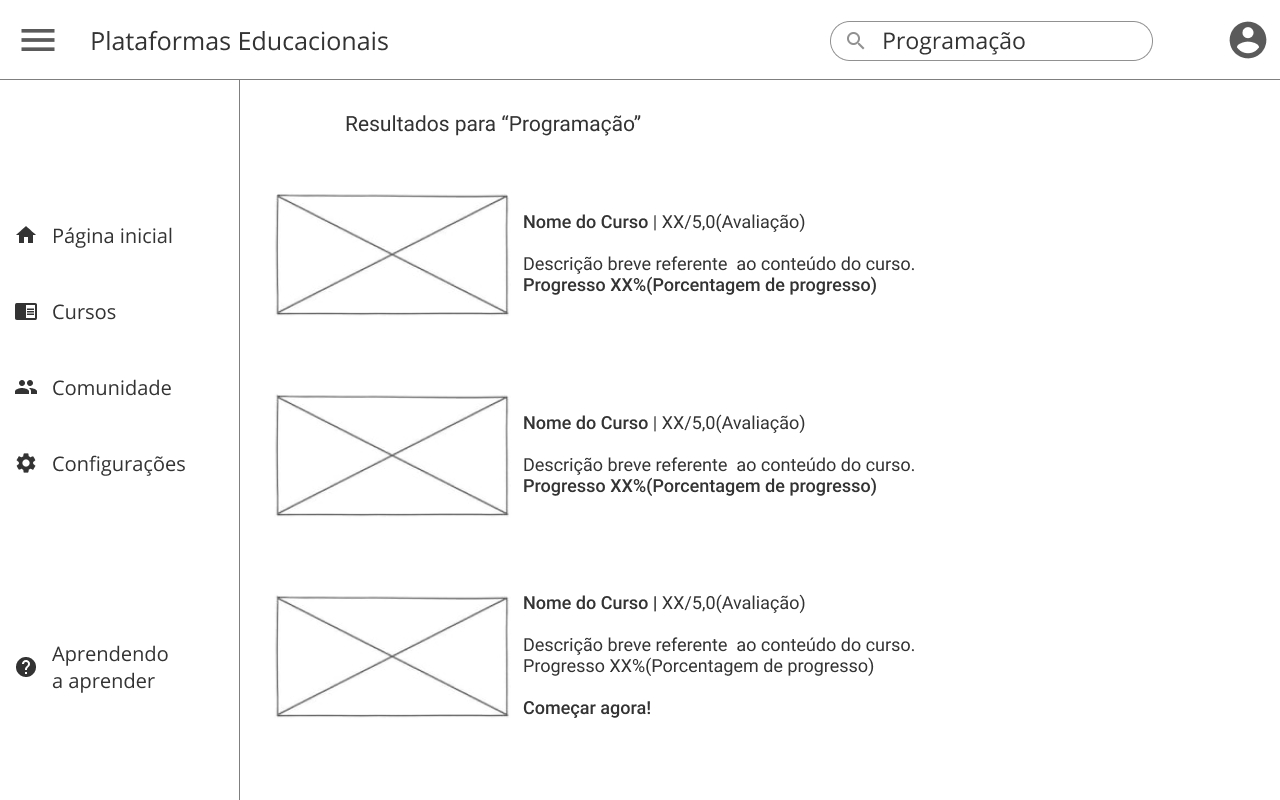 Plataformas Educacionais
Programação
Resultados para “Programação”
Página inicial
Cursos
Comunidade
Configurações
Aprendendo
a aprender
Nome do Curso | XX/5,0(Avaliação)
Descrição breve referente  ao conteúdo do curso.
Progresso XX%(Porcentagem de progresso)
Nome do Curso | XX/5,0(Avaliação)
Descrição breve referente  ao conteúdo do curso.
Progresso XX%(Porcentagem de progresso)
Nome do Curso | XX/5,0(Avaliação)
Descrição breve referente  ao conteúdo do curso.
Progresso XX%(Porcentagem de progresso)
Começar agora!